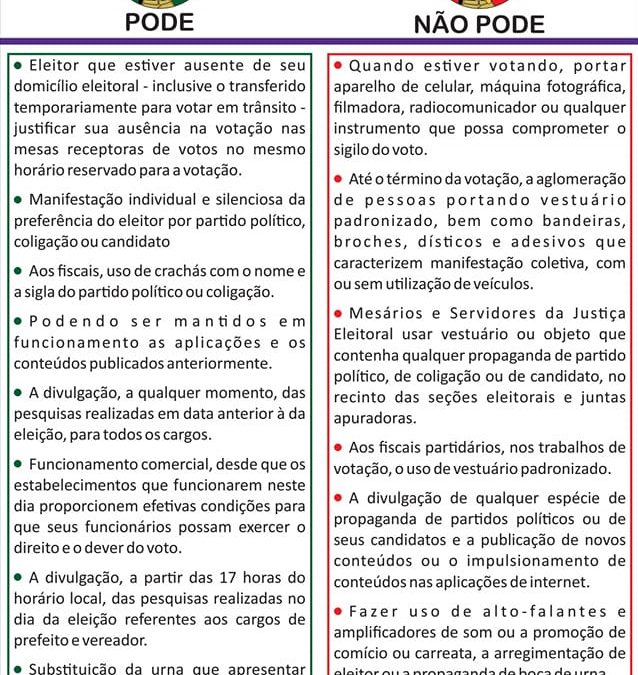 PODE
• Eleitor que estiver ausente de seu
domicílio eleitoral - inclusive o transferido
temporariamente para votar em trânsito -
justificar sua ausência na votação nas
mesas receptoras de votos no mesmo
horário reservado para a votação.
• Manifestação individual e silenciosa da
preferência do eleitor por partido político,
coligação ou candidato
• Aos fiscais, uso de crachás com o nome e
a sigla do partido político ou coligação.
• Podendo ser mantidos em
funcionamento as aplicações e os
conteúdos publicados anteriormente.
• A divulgação, a qualquer momento, das
pesquisas realizadas em data anterior à da
eleição, para todos os cargos.
• Funcionamento comercial, desde que os
estabelecimentos que funcionarem neste
dia proporcionem efetivas condições para
que seus funcionários possam exercer o
direito e o dever do voto.
• A divulgação, a partir das 17 horas do
horário local, das pesquisas realizadas no
dia da eleição referentes aos cargos de
prefeito e vereador.
• Substituição da urna que apresentar
NÃO PODE
• Quando estiver votando, portar
aparelho de celular, máquina fotográfica,
filmadora, radiocomunicador ou qualquer
instrumento que possa comprometer o
sigilo do voto.
• Até o término da votação, a aglomeração
de pessoas portando vestuário
padronizado, bem como bandeiras,
broches, dísticos e adesivos que
caracterizem manifestação coletiva, com
ou sem utilização de veículos.
• Mesários e Servidores da Justiça
Eleitoral usar vestuário ou objeto que
contenha qualquer propaganda de partido
político, de coligação ou de candidato, no
recinto das seções eleitorais e juntas
apuradoras.
• Aos fiscais partidários, nos trabalhos de
votação, o uso de vestuário padronizado.
• A divulgação de qualquer espécie de
propaganda de partidos políticos ou de
seus candidatos e a publicação de novos
conteúdos ou o impulsionamento de
conteúdos nas aplicações de internet.
• Fazer uso de alto-falantes e
amplificadores de som ou a promoção de
comício ou carreata, a arregimentação de
eleitor ou a propaganda de boca de urna